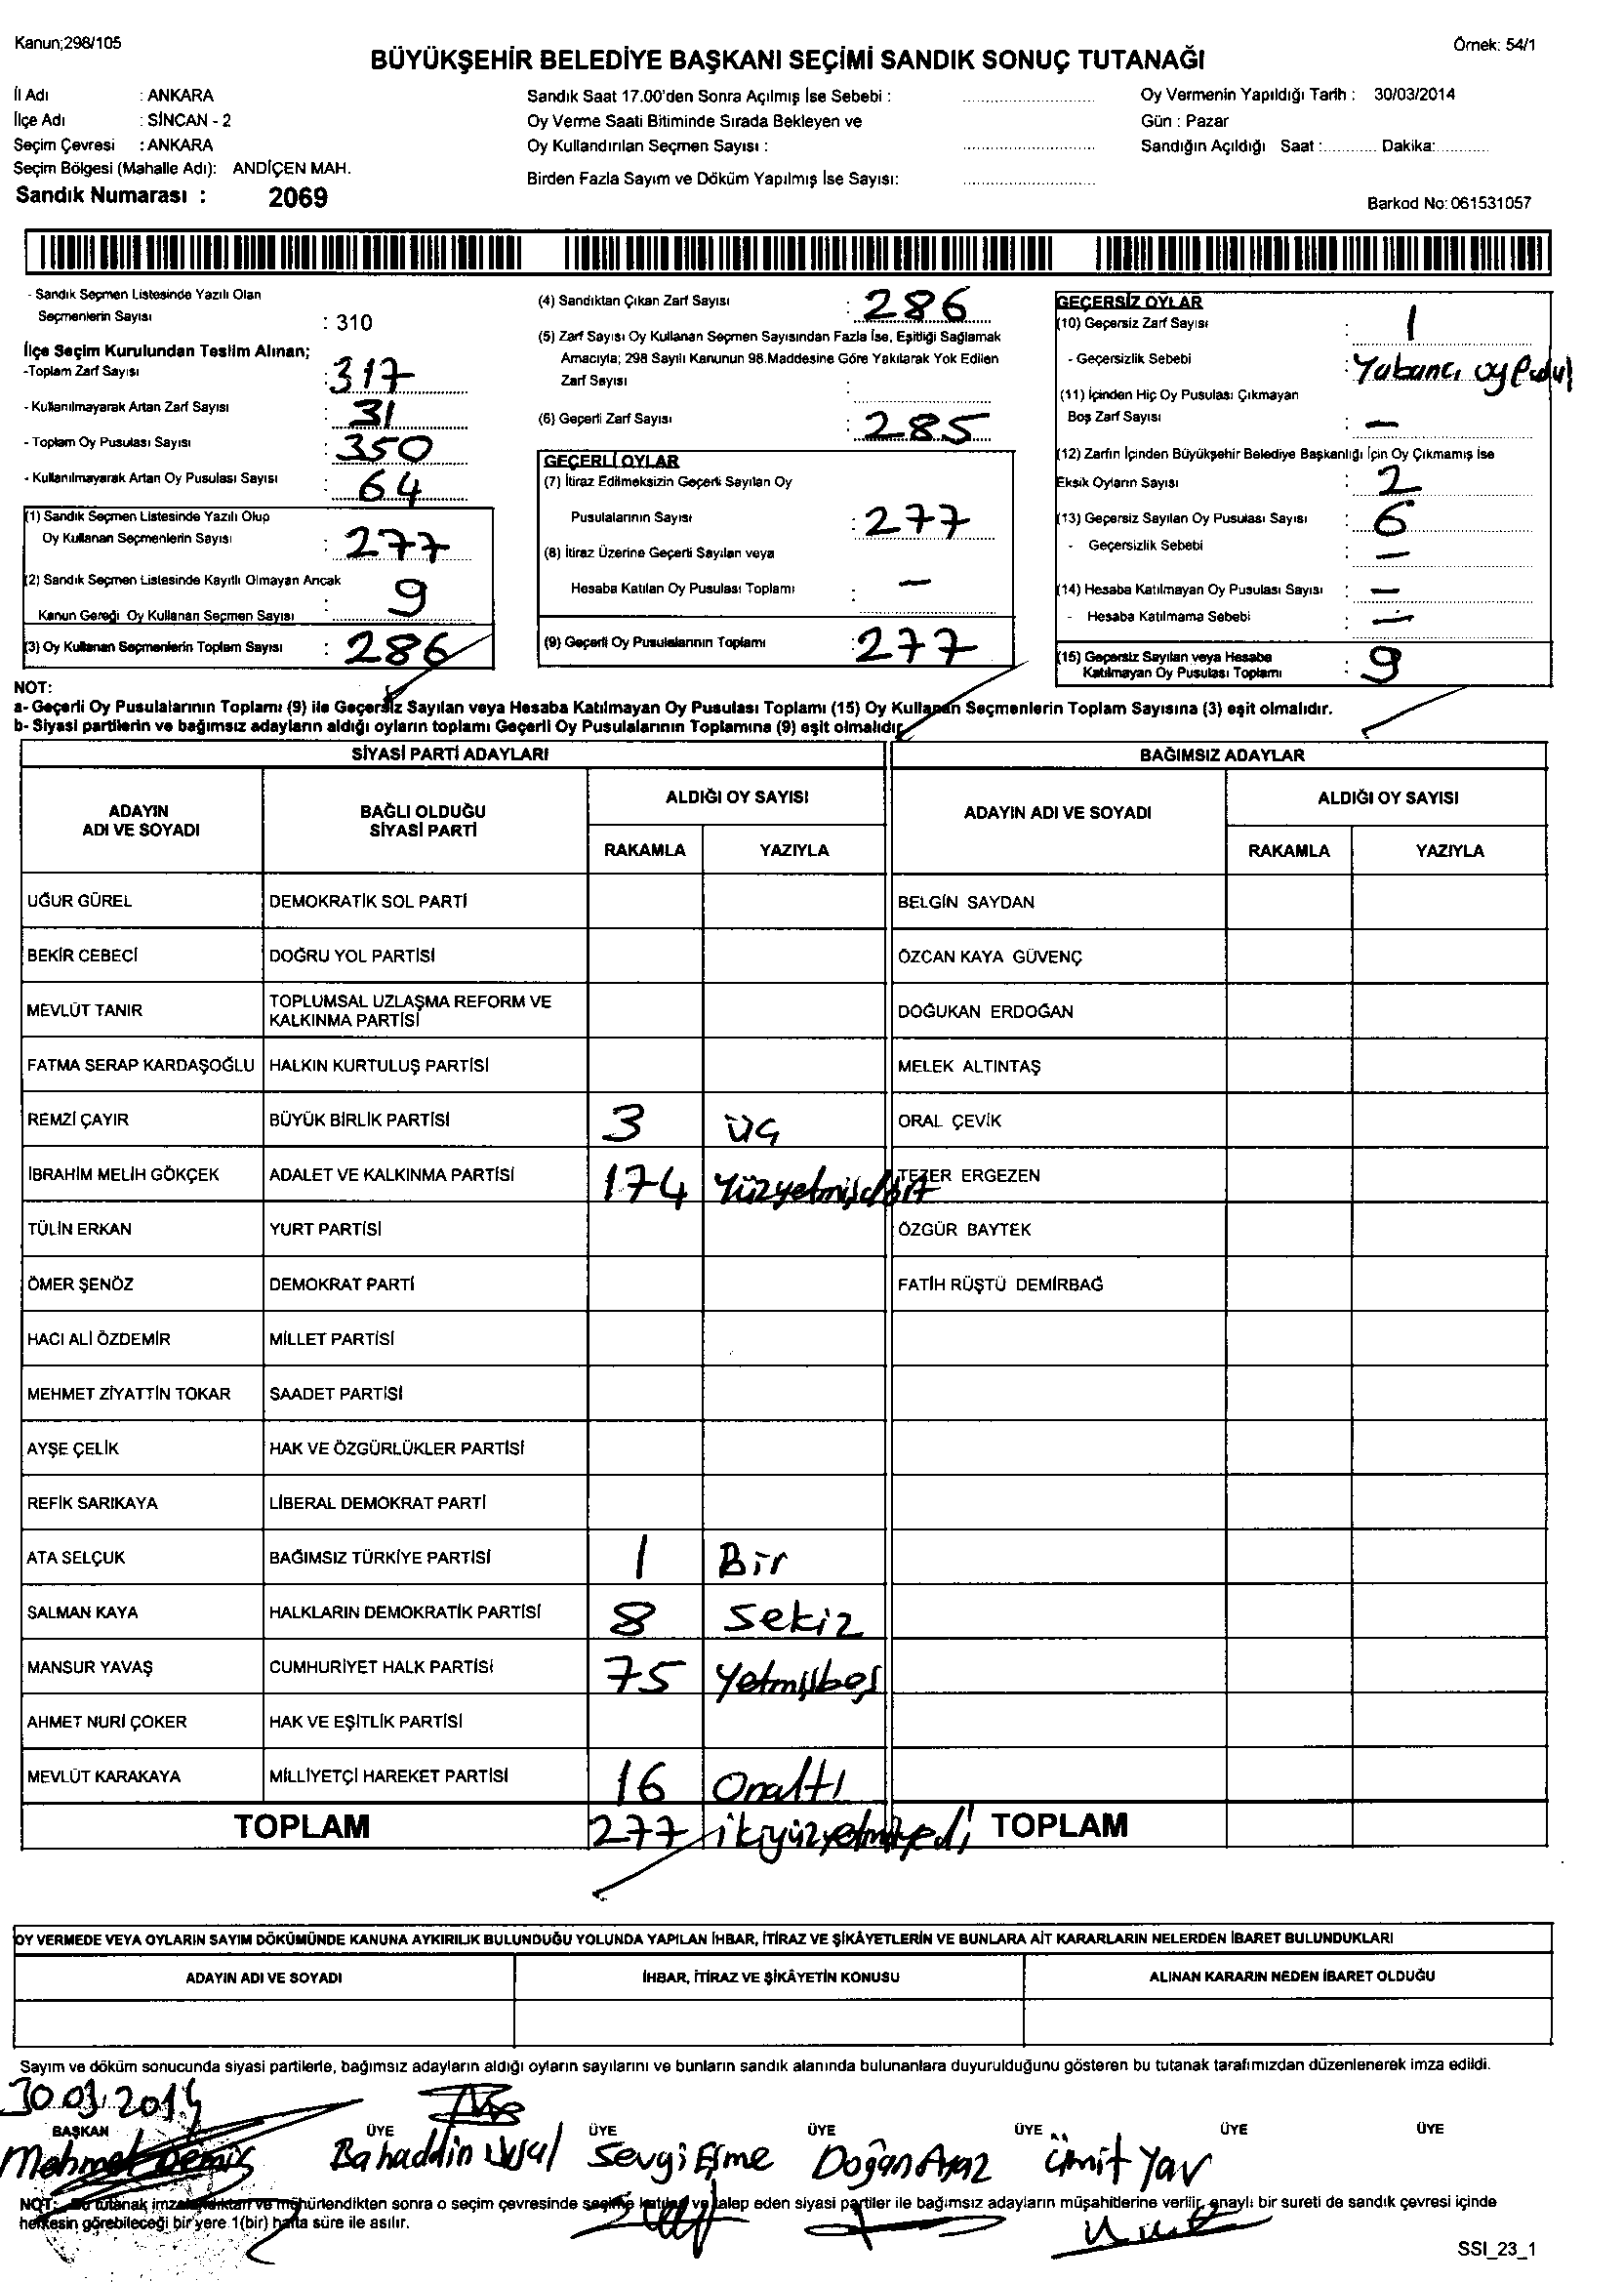 Kanun;298/105
Örnek: 54/1
BÜYÜKŞEHİR BELEDİYE BAŞKANI SEÇİMİ SANDIK SONUÇ TUTANAĞI
İl Adı : ANKARA
İlçe Adı : SİNCAN - 2
Seçim Çevresi : ANKARA
Seçim Bölgesi (Mahalle Adı): ANDİÇEN MAH.
Sandık Numarası : 2069
Sandık Saat 17.00'den Sonra Açılmış İse Sebebi :
Oy Verme Saati Bitiminde Sırada Bekleyen ve
Oy Kullandırılan Seçmen Sayısı :
Birden Fazla Sayım ve Döküm Yapılmış İse Sayısı:
Oy Vermenin Yapıldığı Tarih : 30/03/2014
Gün : Pazar
Sandığın Açıldığı Saat :............ Dakika:............
Barkod No: 061531057
- Sandık Seçmen Listesinde Yazılı Olan
Seçmenlerin Sayısı : 310
İlçe Seçim Kurulundan Teslim Alınan;
-Toplam Zarf Sayısı : 317
- Kullanılmayarak Artan Zarf Sayısı : 31
- Toplam Oy Pusulası Sayısı : 350
- Kullanılmayarak Artan Oy Pusulası Sayısı : 64
(1) Sandık Seçmen Listesinde Yazılı Olup
Oy Kullanan Seçmenlerin Sayısı : 277
(2) Sandık Seçmen Listesinde Kayıtlı Olmayan Ancak
Kanun Gereği Oy Kullanan Seçmen Sayısı : 9
(3) Oy Kullanan Seçmenlerin Toplam Sayısı : 286
(4) Sandıktan Çıkan Zarf Sayısı : 286
(5) Zarf Sayısı Oy Kullanan Seçmen Sayısından Fazla İse, Eşitliği Sağlamak
Amacıyla; 298 Sayılı Kanunun 98.Maddesine Göre Yakılarak Yok Edilen
Zarf Sayısı :
(6) Geçerli Zarf Sayısı : 285
GEÇERLİ OYLAR
(7) İtiraz Edilmeksizin Geçerli Sayılan Oy
Pusulalarının Sayısı : 277
(8) İtiraz Üzerine Geçerli Sayılan veya
Hesaba Katılan Oy Pusulası Toplamı : —
(9) Geçerli Oy Pusulalarının Toplamı : 277
GEÇERSİZ OYLAR
(10) Geçersiz Zarf Sayısı : 1
- Geçersizlik Sebebi : Yabancı oy Pusul
(11) İçinden Hiç Oy Pusulası Çıkmayan
Boş Zarf Sayısı : —
(12) Zarfın İçinden Büyükşehir Belediye Başkanlığı İçin Oy Çıkmamış İse
Eksik Oyların Sayısı : 2
(13) Geçersiz Sayılan Oy Pusulası Sayısı : 6
- Geçersizlik Sebebi : —
(14) Hesaba Katılmayan Oy Pusulası Sayısı : —
- Hesaba Katılmama Sebebi : —
(15) Geçersiz Sayılan veya Hesaba
Katılmayan Oy Pusulası Toplamı : 9
NOT:
a- Geçerli Oy Pusulalarının Toplamı (9) ile Geçersiz Sayılan veya Hesaba Katılmayan Oy Pusulası Toplamı (15) Oy Kullanan Seçmenlerin Toplam Sayısına (3) eşit olmalıdır.
b- Siyasi partilerin ve bağımsız adayların aldığı oyların toplamı Geçerli Oy Pusulalarının Toplamına (9) eşit olmalıdır.
SİYASİ PARTİ ADAYLARI
ADAYIN ADI VE SOYADI
BAĞLI OLDUĞU SİYASİ PARTİ
ALDIĞI OY SAYISI
RAKAMLA YAZIYLA
UĞUR GÜREL DEMOKRATİK SOL PARTİ
BEKİR CEBECİ DOĞRU YOL PARTİSİ
MEVLÜT TANIR TOPLUMSAL UZLAŞMA REFORM VE KALKINMA PARTİSİ
FATMA SERAP KARDAŞOĞLU HALKIN KURTULUŞ PARTİSİ
REMZİ ÇAYIR BÜYÜK BİRLİK PARTİSİ 3 üç
İBRAHİM MELİH GÖKÇEK ADALET VE KALKINMA PARTİSİ 174 Yüzyetmişdört
TÜLİN ERKAN YURT PARTİSİ
ÖMER ŞENÖZ DEMOKRAT PARTİ
HACI ALİ ÖZDEMİR MİLLET PARTİSİ
MEHMET ZİYATTİN TOKAR SAADET PARTİSİ
AYŞE ÇELİK HAK VE ÖZGÜRLÜKLER PARTİSİ
REFİK SARIKAYA LİBERAL DEMOKRAT PARTİ
ATA SELÇUK BAĞIMSIZ TÜRKİYE PARTİSİ 1 Bir
SALMAN KAYA HALKLARIN DEMOKRATİK PARTİSİ 8 Sekiz
MANSUR YAVAŞ CUMHURİYET HALK PARTİSİ 75 Yetmişbeş
AHMET NURİ ÇOKER HAK VE EŞİTLİK PARTİSİ
MEVLÜT KARAKAYA MİLLİYETÇİ HAREKET PARTİSİ 16 Onaltı
TOPLAM 277 ikiyüzyetmişyedi
BAĞIMSIZ ADAYLAR
ADAYIN ADI VE SOYADI
ALDIĞI OY SAYISI
RAKAMLA YAZIYLA
BELGİN SAYDAN
ÖZCAN KAYA GÜVENÇ
DOĞUKAN ERDOĞAN
MELEK ALTINTAŞ
ORAL ÇEVİK
TEZER ERGEZEN
ÖZGÜR BAYTEK
FATİH RÜŞTÜ DEMİRBAĞ
TOPLAM
OY VERMEDE VEYA OYLARIN SAYIM DÖKÜMÜNDE KANUNA AYKIRILIK BULUNDUĞU YOLUNDA YAPILAN İHBAR, İTİRAZ VE ŞİKÂYETLERİN VE BUNLARA AİT KARARLARIN NELERDEN İBARET BULUNDUKLARI
ADAYIN ADI VE SOYADI İHBAR, İTİRAZ VE ŞİKÂYETİN KONUSU ALINAN KARARIN NEDEN İBARET OLDUĞU
Sayım ve döküm sonucunda siyasi partilerle, bağımsız adayların aldığı oyların sayılarını ve bunların sandık alanında bulunanlara duyurulduğunu gösteren bu tutanak tarafımızdan düzenlenerek imza edildi.
30.03.2014
BAŞKAN ÜYE ÜYE ÜYE ÜYE ÜYE ÜYE
Mehmet Demir Bahaddin Sevgi Eşme Doğan Ayaz Ümit Yav
NOT: Bu tutanak imzalandıktan ve mühürlendikten sonra o seçim çevresinde seçime katılan ve talep eden siyasi partiler ile bağımsız adayların müşahitlerine verilir, onaylı bir sureti de sandık çevresi içinde
herkesin görebileceği bir yere 1(bir) hafta süre ile asılır.
SSI_23_1